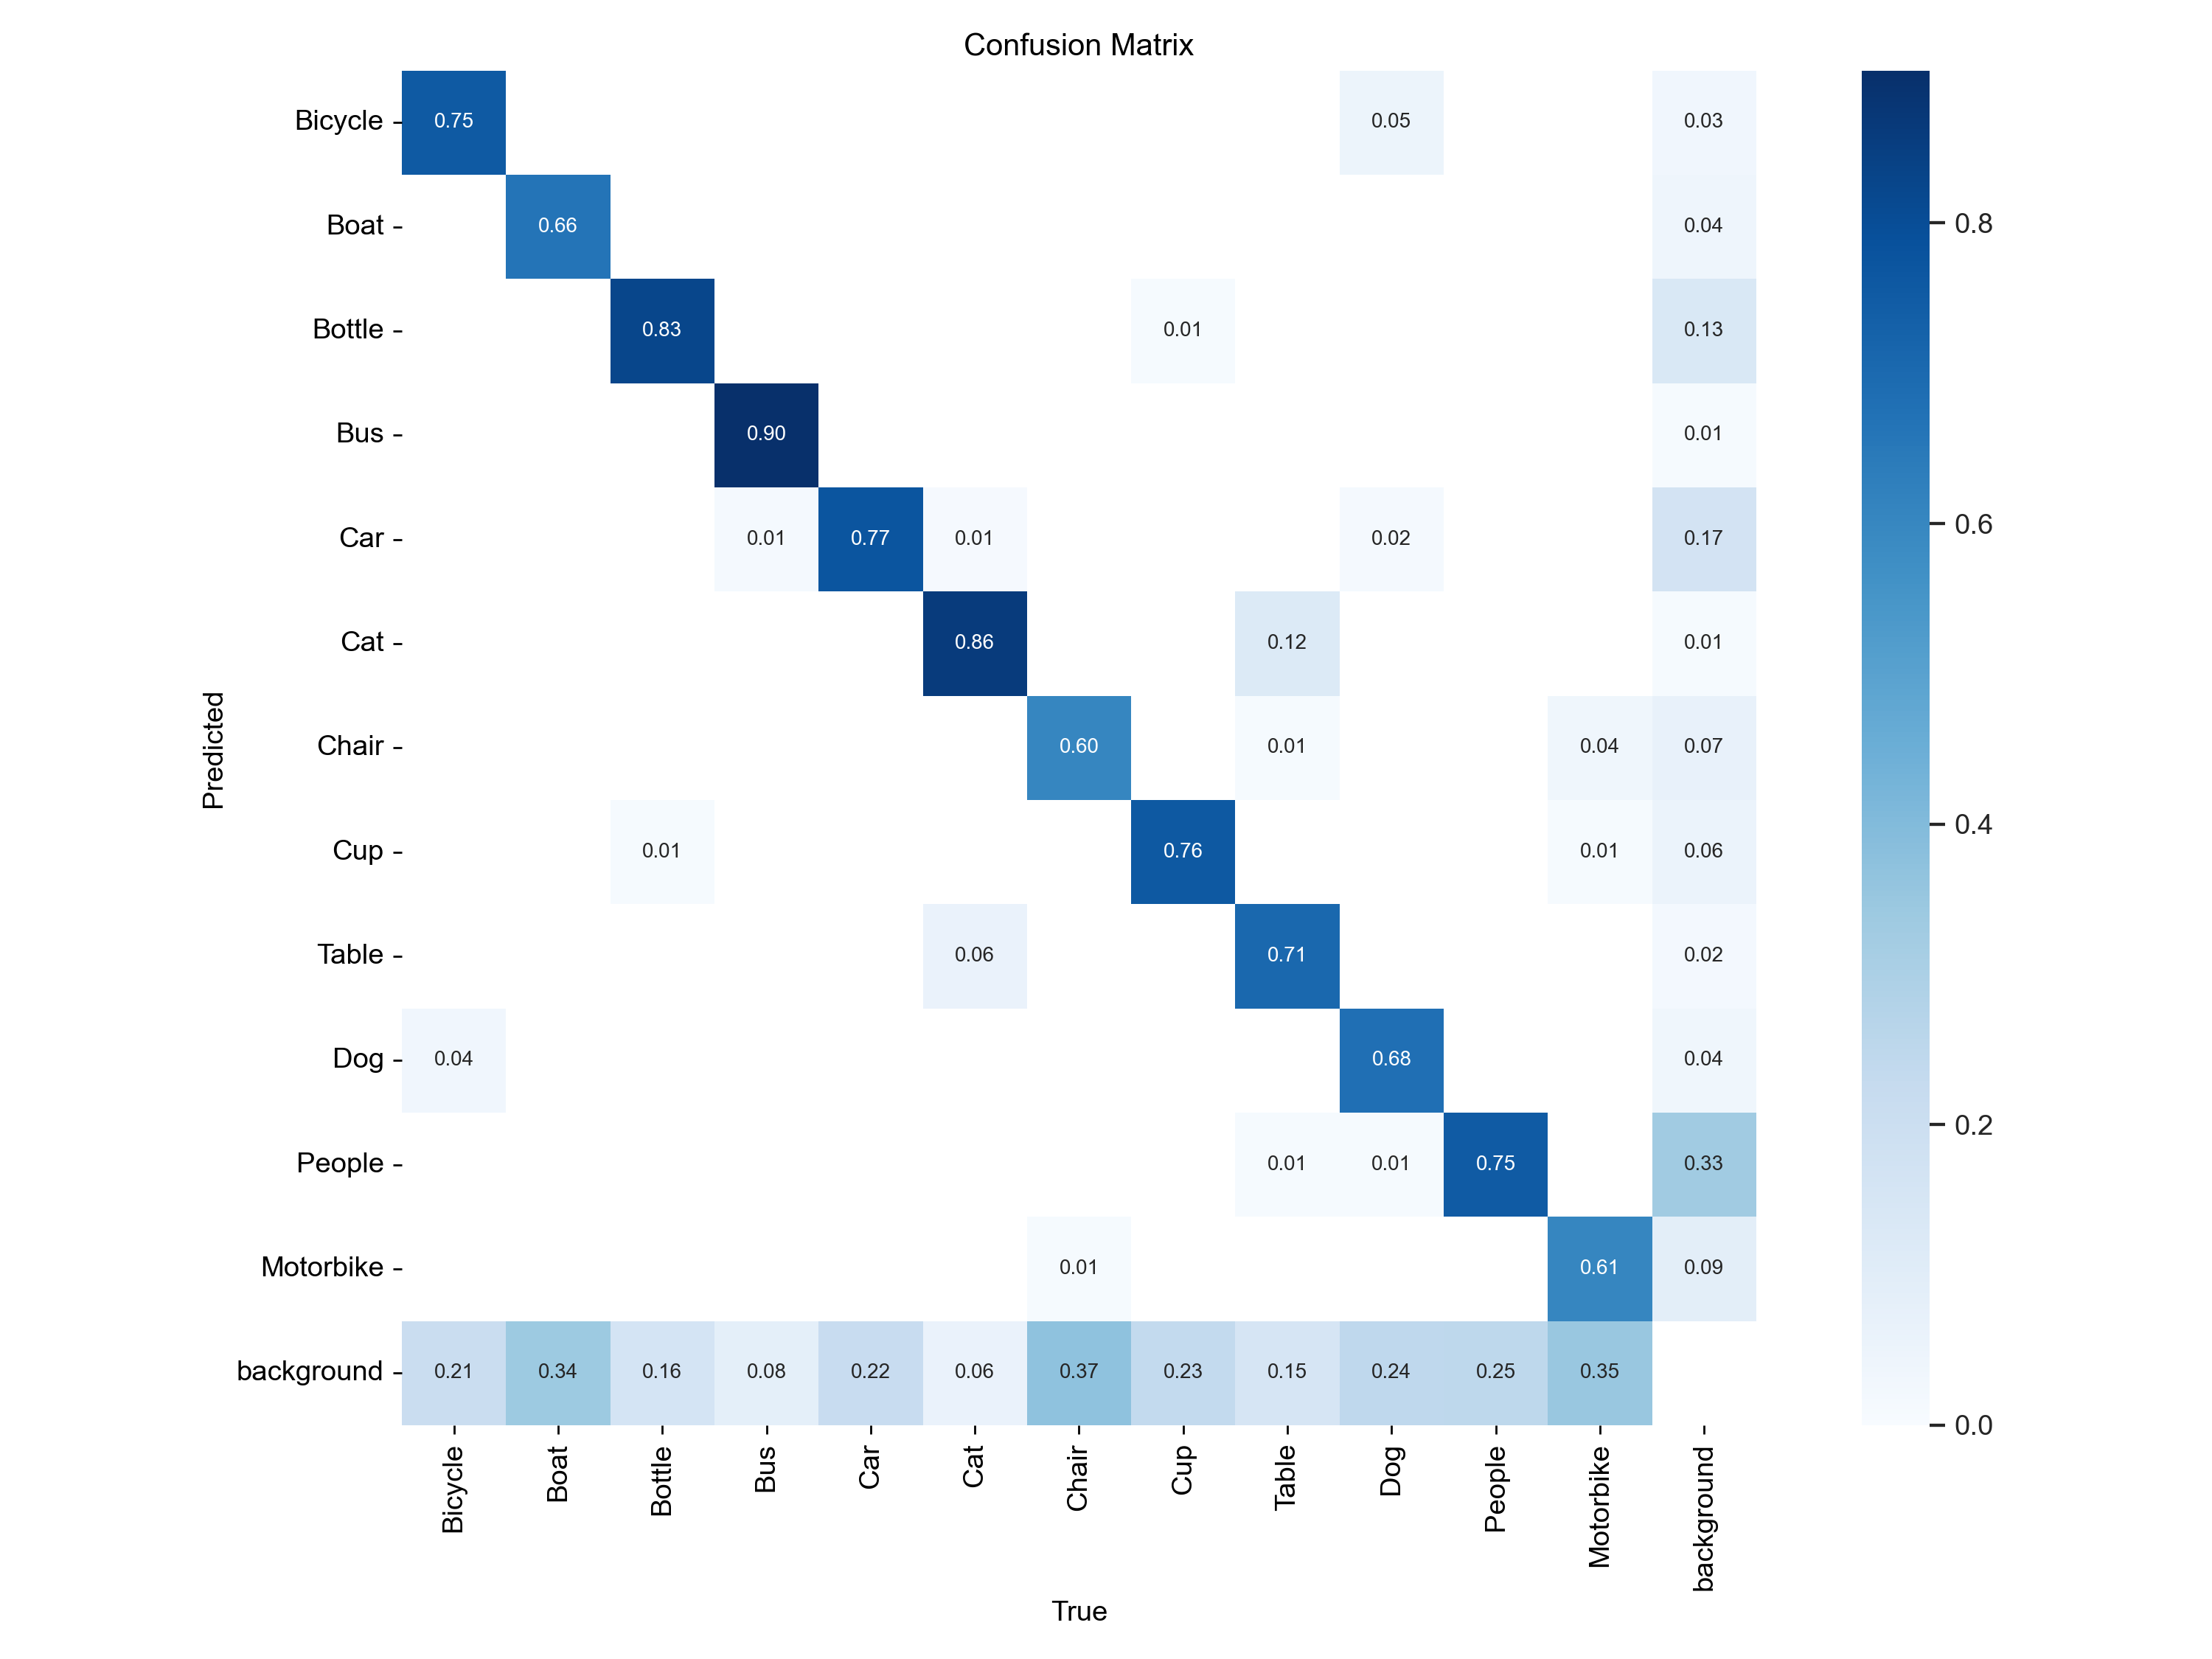 Confusion Matrix
Bicycle 0.75 0.05 0.03
Boat 0.66 0.04 0.8
Bottle 0.83 0.01 0.13
Bus 0.90 0.01
Car 0.01 0.77 0.01 0.02 0.17 0.6
Cat 0.86 0.12 0.01
Predicted
Chair 0.60 0.01 0.04 0.07
Cup 0.01 0.76 0.01 0.06 0.4
Table 0.06 0.71 0.02
Dog 0.04 0.68 0.04
0.2
People 0.01 0.01 0.75 0.33
Motorbike 0.01 0.61 0.09
background 0.21 0.34 0.16 0.08 0.22 0.06 0.37 0.23 0.15 0.24 0.25 0.35
0.0
Bicycle Boat Bottle Bus Car Cat Chair Cup Table Dog People Motorbike background
True